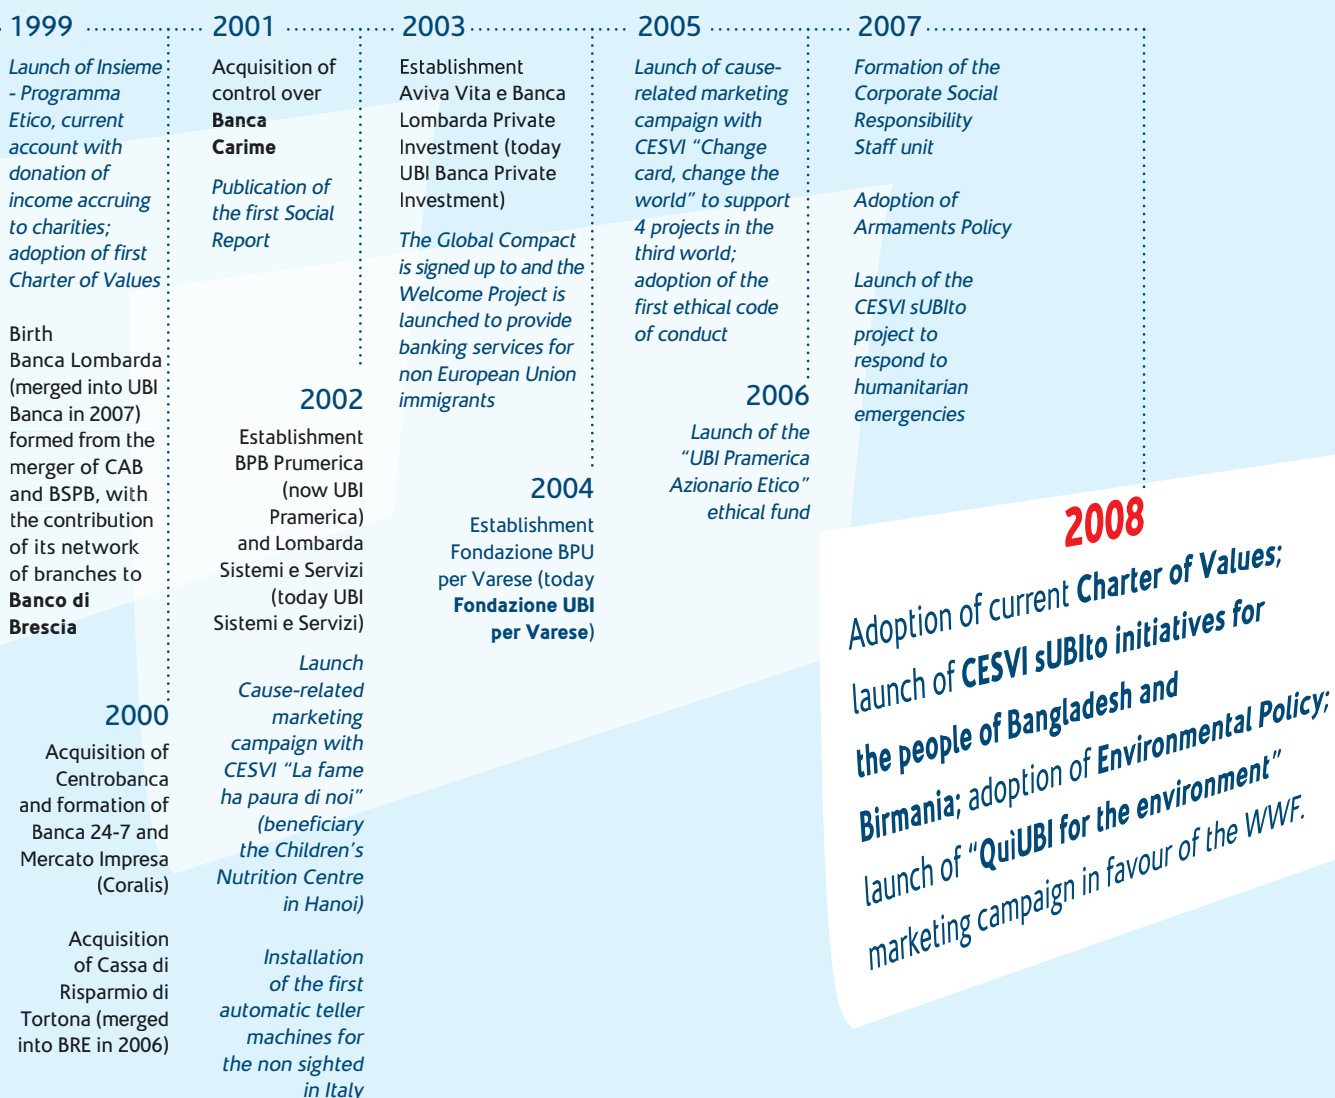 1999
Launch of Insieme
- Programma
Etico, current
account with
donation of
income accruing
to charities;
adoption of first
Charter of Values
Birth
Banca Lombarda
(merged into UBI
Banca in 2007)
formed from the
merger of CAB
and BSPB, with
the contribution
of its network
of branches to
Banco di
Brescia
2000
Acquisition of
Centrobanca
and formation of
Banca 24-7 and
Mercato Impresa
(Coralis)
Acquisition
of Cassa di
Risparmio di
Tortona (merged
into BRE in 2006)
2001
Acquisition of
control over
Banca
Carime
Publication of
the first Social
Report
2002
Establishment
BPB Prumerica
(now UBI
Pramerica)
and Lombarda
Sistemi e Servizi
(today UBI
Sistemi e Servizi)
Launch
Cause-related
marketing
campaign with
CESVI “La fame
ha paura di noi”
(beneficiary
the Children’s
Nutrition Centre
in Hanoi)
Installation
of the first
automatic teller
machines for
the non sighted
in Italy
2003
Establishment
Aviva Vita e Banca
Lombarda Private
Investment (today
UBI Banca Private
Investment)
The Global Compact
is signed up to and the
Welcome Project is
launched to provide
banking services for
non European Union
immigrants
2004
Establishment
Fondazione BPU
per Varese (today
Fondazione UBI
per Varese)
2005
Launch of cause-
related marketing
campaign with
CESVI “Change
card, change the
world” to support
4 projects in the
third world;
adoption of the
first ethical code
of conduct
2006
Launch of the
“UBI Pramerica
Azionario Etico”
ethical fund
2007
Formation of the
Corporate Social
Responsibility
Staff unit
Adoption of
Armaments Policy
Launch of the
CESVI sUBIto
project to
respond to
humanitarian
emergencies
2008
Adoption of current Charter of Values;
launch of CESVI sUBIto initiatives for
the people of Bangladesh and
Birmania; adoption of Environmental Policy;
launch of “QuìUBI for the environment”
marketing campaign in favour of the WWF.